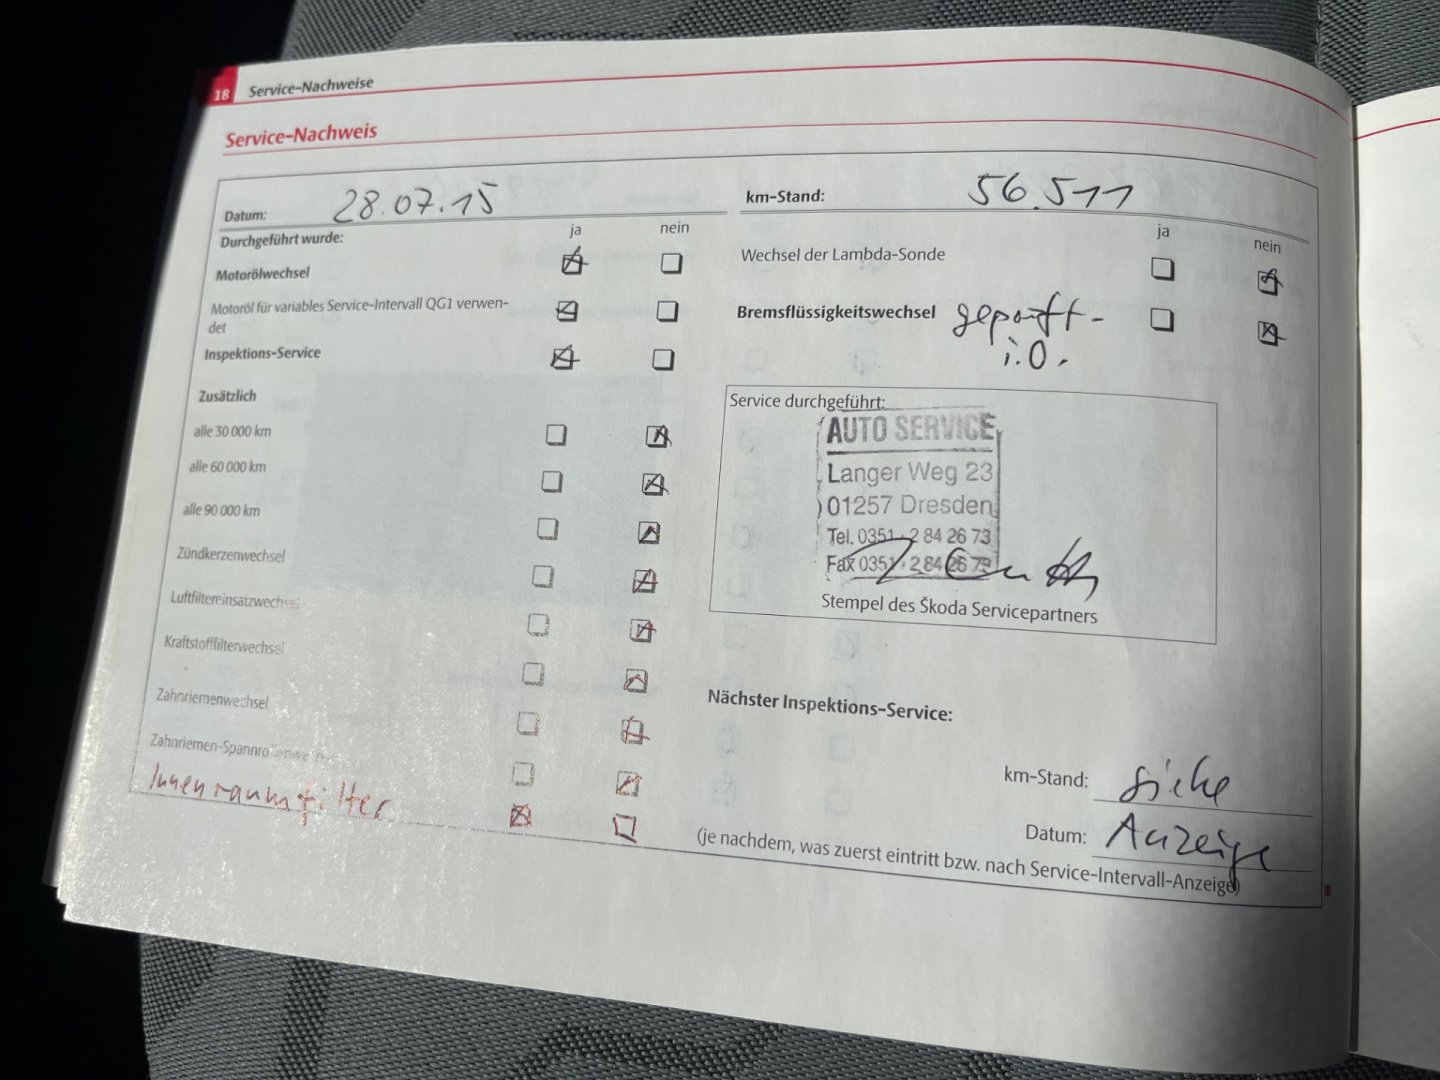 18 Service-Nachweise
Service-Nachweis
Datum: 28.07.15
km-Stand: 56.511
Durchgeführt wurde: ja nein
Motorölwechsel
Motoröl für variables Service-Intervall QG1 verwen-
det
Inspektions-Service
Zusätzlich
alle 30 000 km
alle 60 000 km
alle 90 000 km
Zündkerzenwechsel
Luftfiltereinsatzwechsel
Kraftstofffilterwechsel
Zahnriemenwechsel
Zahnriemen-Spannrollenwe
Innenraumfilter
ja nein
Wechsel der Lambda-Sonde
Bremsflüssigkeitswechsel geprüft -
i.O.
Service durchgeführt:
AUTO SERVICE
Langer Weg 23
01257 Dresden
Tel. 0351 - 2 84 26 73
Fax 0351 - 2 84 26 73
Stempel des Škoda Servicepartners
Nächster Inspektions-Service:
km-Stand: siehe
Datum: Anzeige
(je nachdem, was zuerst eintritt bzw. nach Service-Intervall-Anzeige)